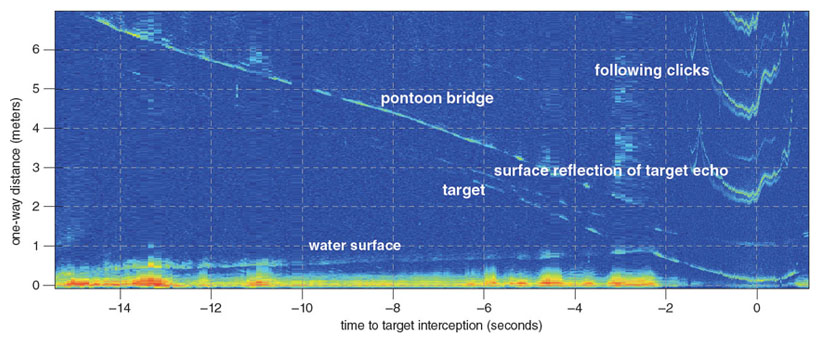 one-way distance (meters)
6
5
4
3
2
1
0
following clicks
pontoon bridge
surface reflection of target echo
target
water surface
−14
−12
−10
−8
−6
−4
−2
0
time to target interception (seconds)